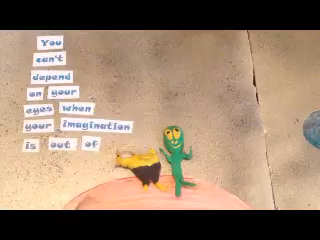 You
can't
depend
on your
eyes when
your imagination
is out of